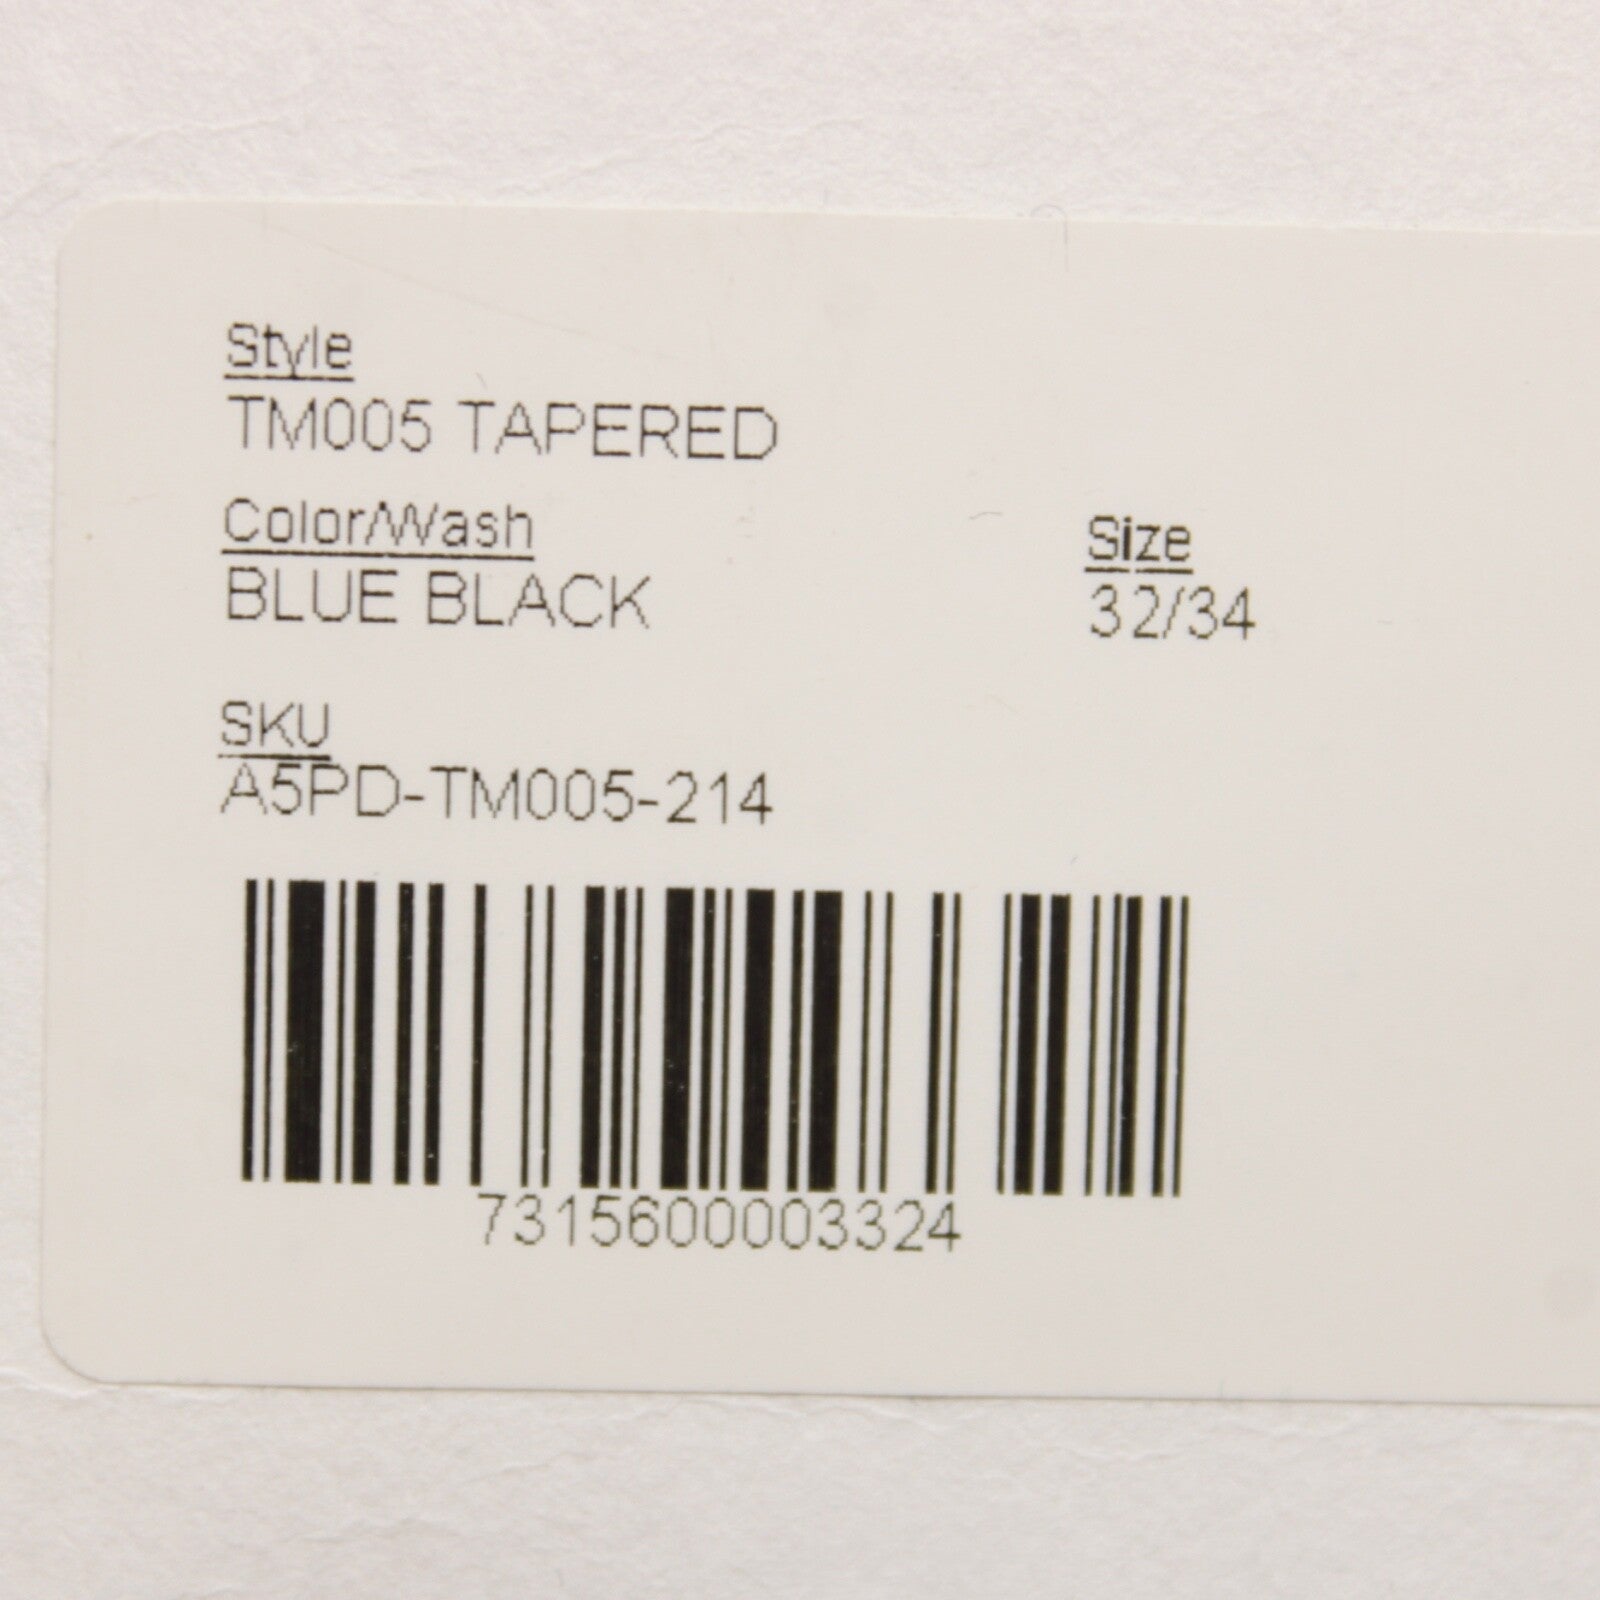 Style
TM005 TAPERED
Color/Wash
BLUE BLACK
Size
32/34
SKU
A5PD-TM005-214
7315600003324